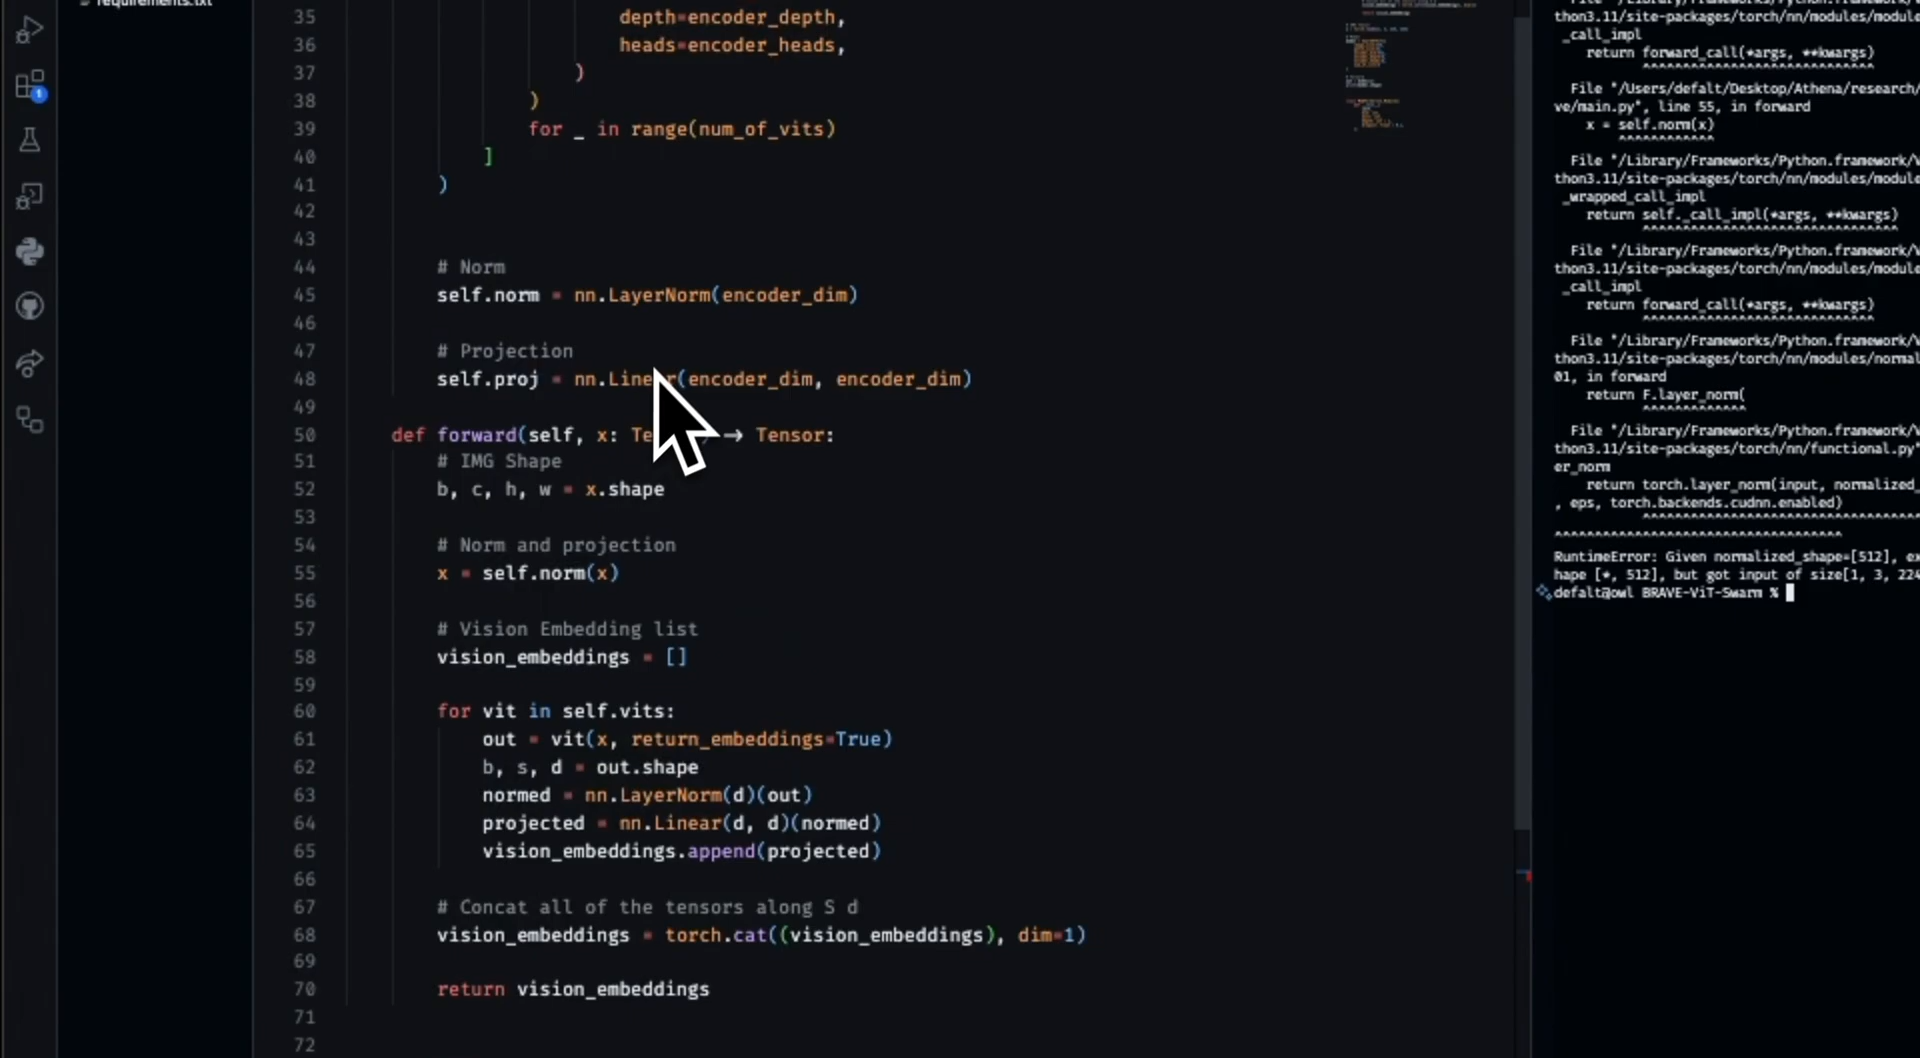 requirements.txt
1
35 depth=encoder_depth,
36 heads=encoder_heads,
37 )
38 )
39 for _ in range(num_of_vits)
40 ]
41 )
42
43
44 # Norm
45 self.norm = nn.LayerNorm(encoder_dim)
46
47 # Projection
48 self.proj = nn.Linear(encoder_dim, encoder_dim)
49
50 def forward(self, x: Te → Tensor:
51 # IMG Shape
52 b, c, h, w = x.shape
53
54 # Norm and projection
55 x = self.norm(x)
56
57 # Vision Embedding list
58 vision_embeddings = []
59
60 for vit in self.vits:
61 out = vit(x, return_embeddings=True)
62 b, s, d = out.shape
63 normed = nn.LayerNorm(d)(out)
64 projected = nn.Linear(d, d)(normed)
65 vision_embeddings.append(projected)
66
67 # Concat all of the tensors along S d
68 vision_embeddings = torch.cat((vision_embeddings), dim=1)
69
70 return vision_embeddings
71
72
thon3.11/site-packages/torch/nn/modules/module
_call_impl
return forward_call(*args, **kwargs)
^^^^^^^^^^^^^^^^^^^^^^^^^^^^^
File "/Users/defalt/Desktop/Athena/research/
ve/main.py", line 55, in forward
x = self.norm(x)
^^^^^^^^^^^^
File "/Library/Frameworks/Python.framework/V
thon3.11/site-packages/torch/nn/modules/module
_wrapped_call_impl
return self._call_impl(*args, **kwargs)
^^^^^^^^^^^^^^^^^^^^^^^^^^^^^^^^
File "/Library/Frameworks/Python.framework/V
thon3.11/site-packages/torch/nn/modules/module
_call_impl
return forward_call(*args, **kwargs)
^^^^^^^^^^^^^^^^^^^^^^^^^^^^^
File "/Library/Frameworks/Python.framework/V
thon3.11/site-packages/torch/nn/modules/normal
01, in forward
return F.layer_norm(
^^^^^^^^^^^^^
File "/Library/Frameworks/Python.framework/V
thon3.11/site-packages/torch/nn/functional.py"
er_norm
return torch.layer_norm(input, normalized_
, eps, torch.backends.cudnn.enabled)
^^^^^^^^^^^^^^^^^^^^^^^^^^^^^^^^^^^
^^^^^^^^^^^^^^^^^^^^^^^^^^^^^^^^^^^^
RuntimeError: Given normalized_shape=[512], ex
hape [*, 512], but got input of size[1, 3, 224
defalt@owl BRAVE-ViT-Swarm %